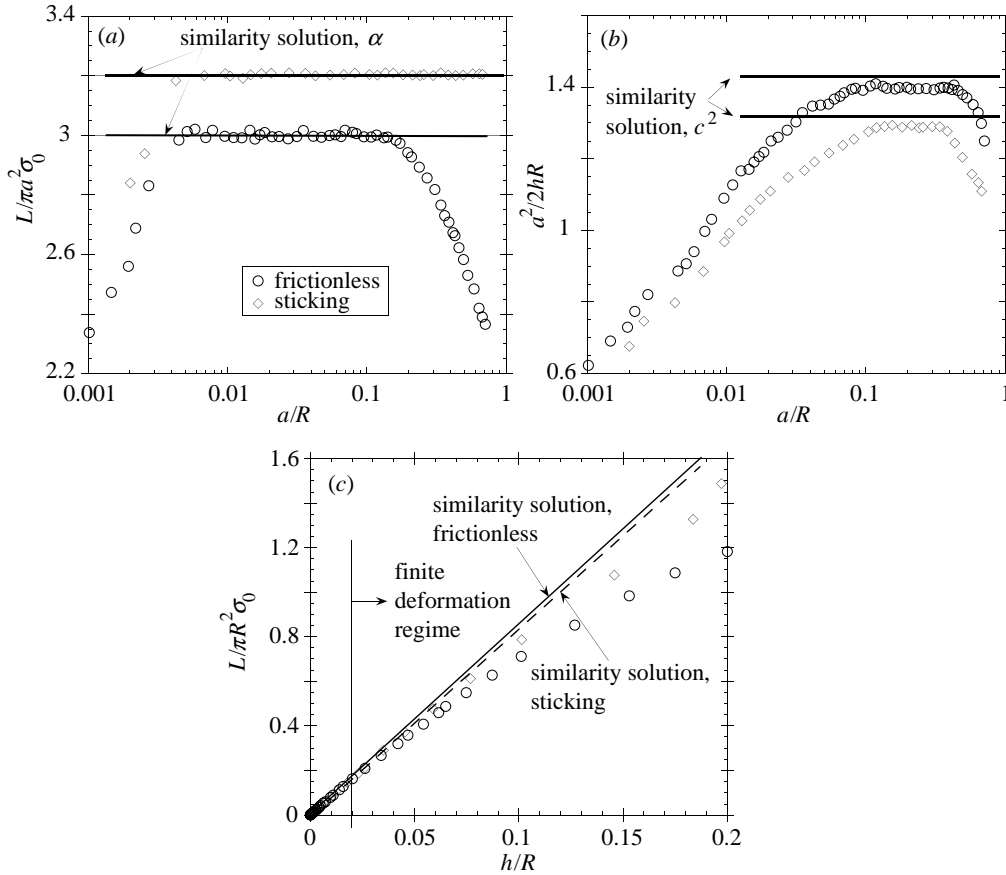 (a)
similarity solution, α
3.4
3.2
3.0
2.6
2.2
L/πa²σ₀
frictionless
sticking
0.001
0.01
0.1
1
a/R
(b)
similarity
solution, c²
1.4
1
0.6
a²/2hR
0.001
0.01
0.1
1
a/R
(c)
similarity solution,
frictionless
finite
deformation
regime
similarity solution,
sticking
1.6
1.2
0.8
0.4
0
L/πR²σ₀
0
0.05
0.1
0.15
0.2
h/R